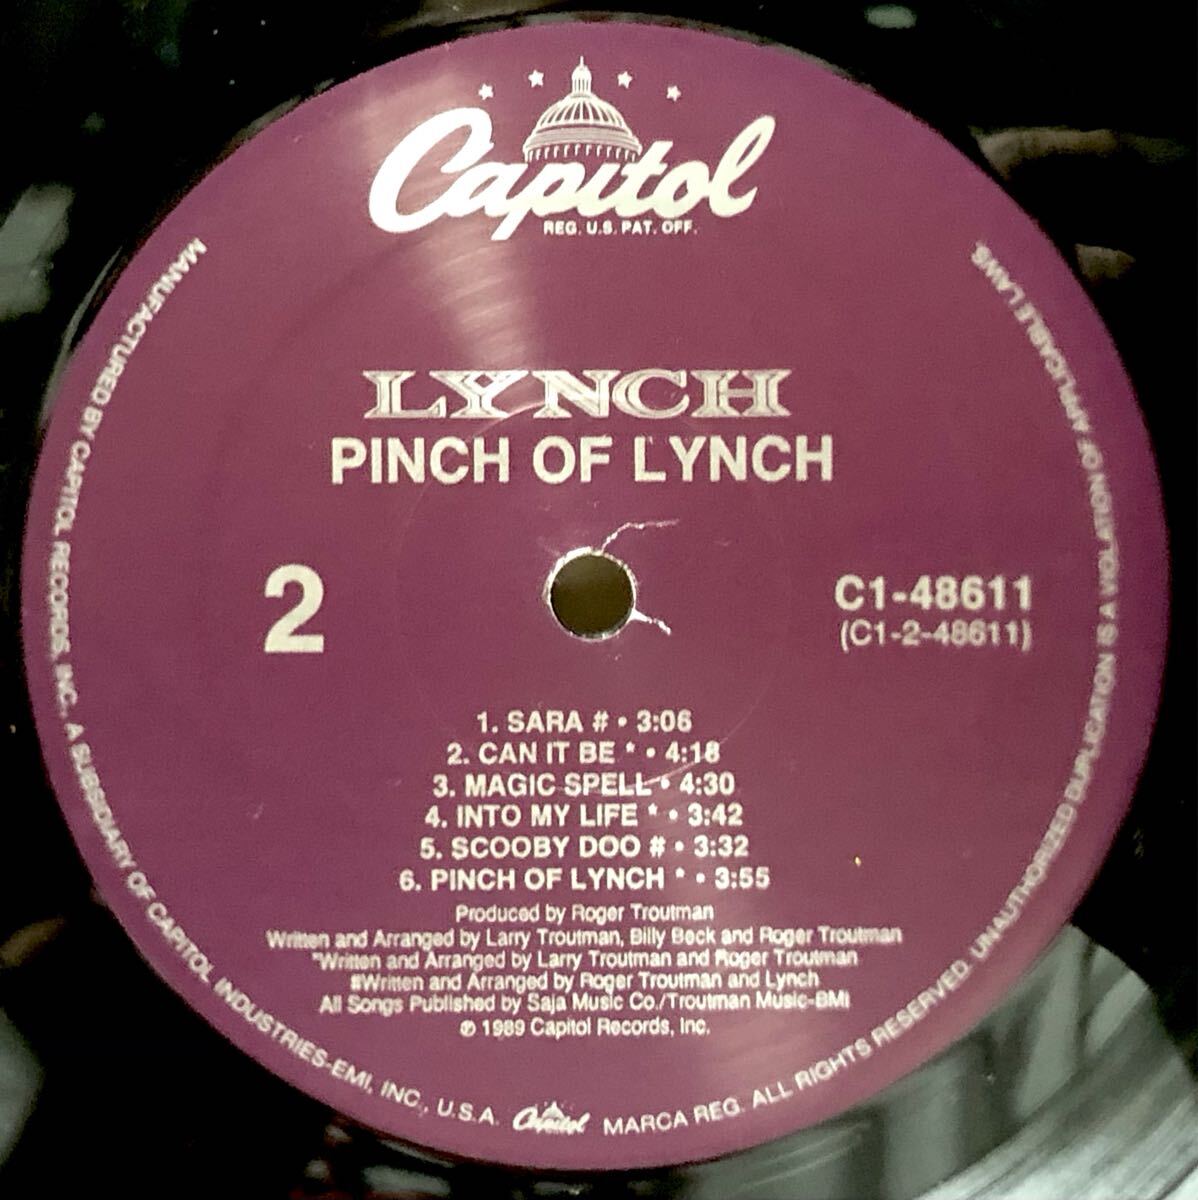 Capitol
REG. U.S. PAT. OFF.
LYNCH
PINCH OF LYNCH
2
C1-48611
(C1-2-48611)
1. SARA # • 3:06
2. CAN IT BE * • 4:18
3. MAGIC SPELL • 4:30
4. INTO MY LIFE * • 3:42
5. SCOOBY DOO # • 3:32
6. PINCH OF LYNCH * • 3:55
Produced by Roger Troutman
Written and Arranged by Larry Troutman, Billy Beck and Roger Troutman
*Written and Arranged by Larry Troutman and Roger Troutman
#Written and Arranged by Roger Troutman and Lynch
All Songs Published by Saja Music Co./Troutman Music-BMI
℗ 1989 Capitol Records, Inc.
MANUFACTURED BY CAPITOL RECORDS, INC., A SUBSIDIARY OF CAPITOL INDUSTRIES-EMI, INC., U.S.A. Capitol MARCA REG. ALL RIGHTS RESERVED. UNAUTHORIZED DUPLICATION IS A VIOLATION OF APPLICABLE LAWS.